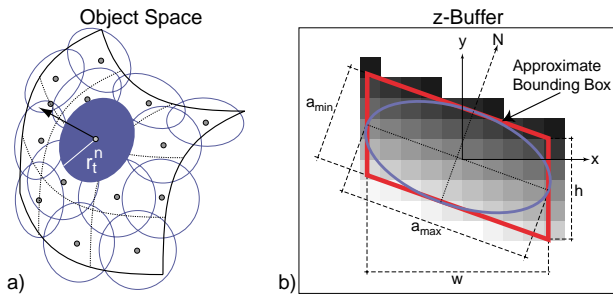 Object Space
z-Buffer
r_t^n
a)
y
N
Approximate
Bounding Box
a_min
x
h
a_max
w
b)